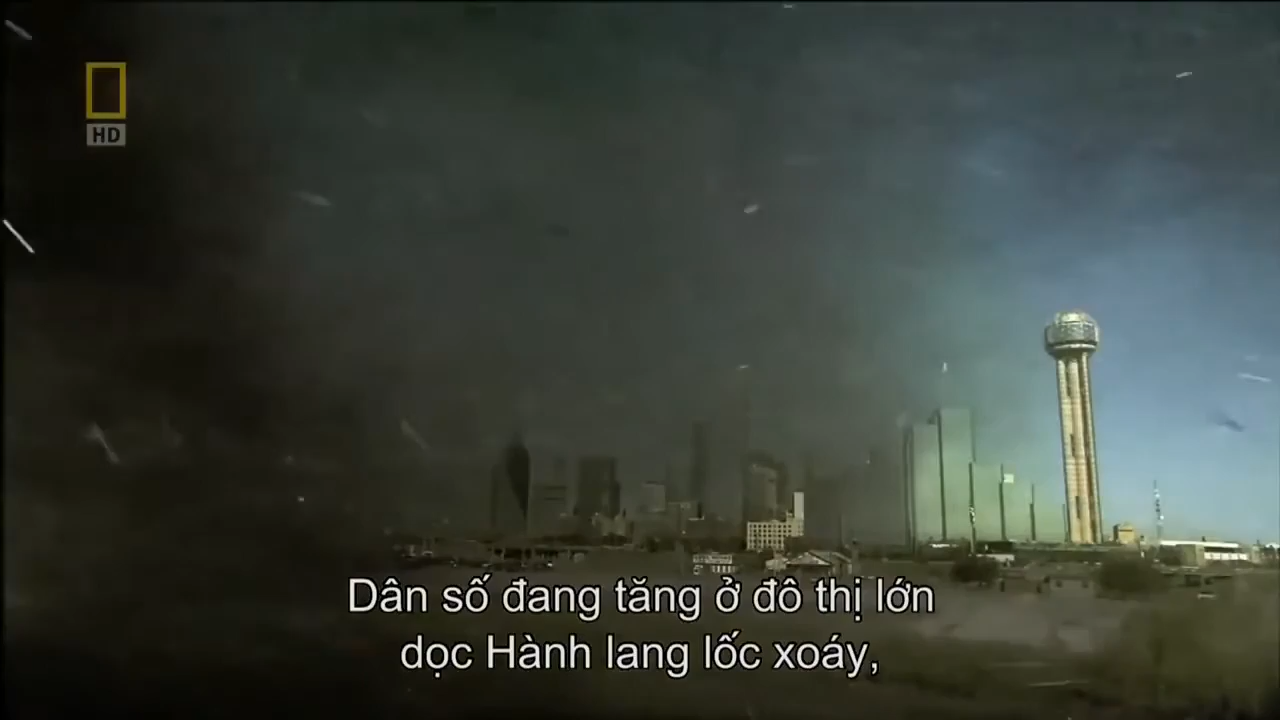 HD
Dân số đang tăng ở đô thị lớn
dọc Hành lang lốc xoáy,